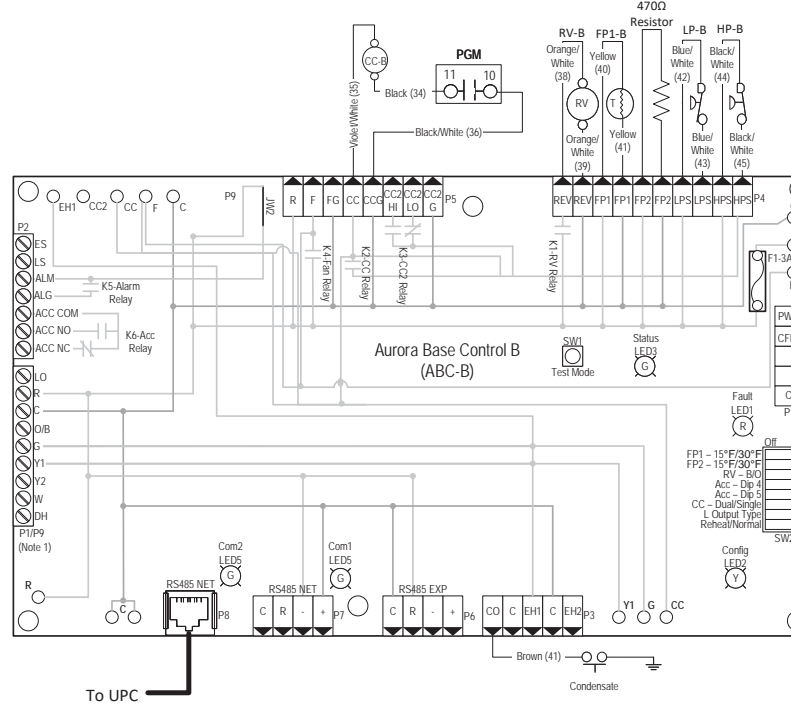 470Ω
Resistor
RV-B
FP1-B
LP-B
HP-B
Orange/
White
(38)
Yellow
(40)
Blue/
White
(42)
Black/
White
(44)
CC-B
PGM
11
10
Violet/White (35)
Black (34)
Black/White (36)
RV
T
Orange/
White
(39)
Yellow
(41)
Blue/
White
(43)
Black/
White
(45)
EH1
CC2
CC
F
C
P9
JW2
R
F
FG
CC
CCG
CC2
HI
CC2
LO
CC2
G
P5
REV
REV
FP1
FP1
FP2
FP2
LPS
LPS
HPS
HPS
P4
P2
ES
LS
ALM
ALG
ACC COM
ACC NO
ACC NC
K5-Alarm
Relay
K6-Acc
Relay
K4-Fan Relay
K2-CC Relay
K3-CC2 Relay
K1-RV Relay
F1-3A
PW
CF
Aurora Base Control B
(ABC-B)
SW1
Test Mode
Status
LED3
G
Fault
LED1
R
LO
R
C
O/B
G
Y1
Y2
W
DH
P1/P9
(Note 1)
Off
FP1 – 15°F/30°F
FP2 – 15°F/30°F
RV – B/O
Acc – Dip 4
Acc – Dip 5
CC – Dual/Single
L Output Type
Reheat/Normal
SW2
Config
LED2
Y
R
C
RS485 NET
P8
Com2
LED5
G
Com1
LED5
G
RS485 NET
C
R
-
+
P7
RS485 EXP
C
R
-
+
P6
CO
C
EH1
C
EH2
P3
Y1
G
CC
Brown (41)
Condensate
To UPC